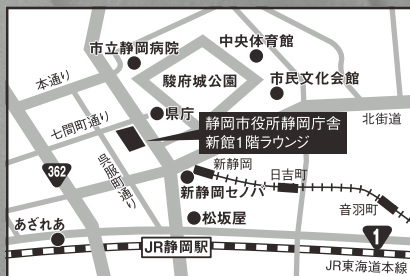 市立静岡病院
中央体育館
本通り
駿府城公園
市民文化会館
県庁
七間町通り
静岡市役所静岡庁舎
新館1階ラウンジ
北街道
362
呉服町通り
新静岡
日吉町
新静岡セノバ
音羽町
あざれあ
松坂屋
JR静岡駅
1
JR東海道本線